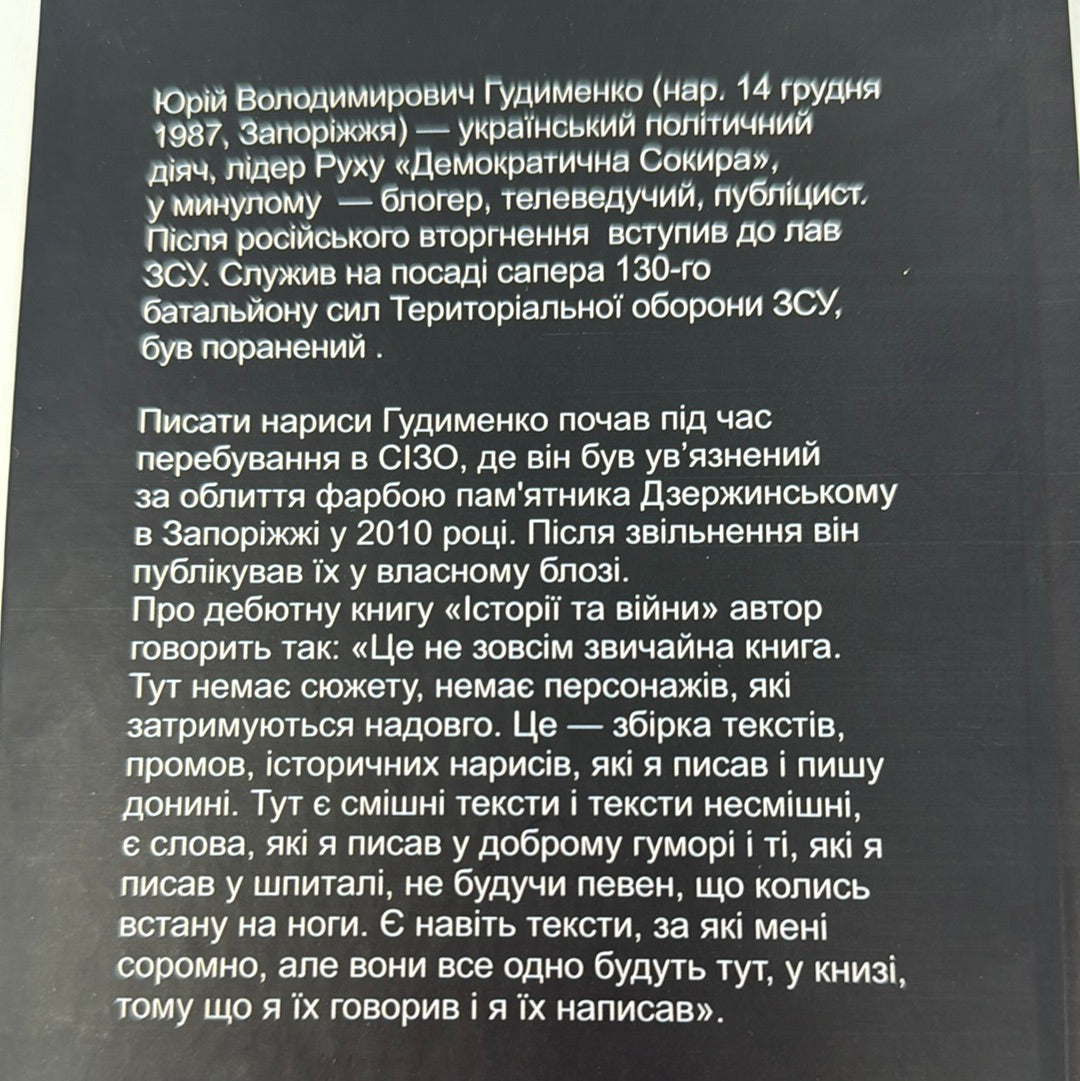 Юрій Володимирович Гудименко (нар. 14 грудня
1987, Запоріжжя) — український політичний
діяч, лідер Руху «Демократична Сокира»,
у минулому — блогер, телеведучий, публіцист.
Після російського вторгнення вступив до лав
ЗСУ. Служив на посаді сапера 130-го
батальйону сил Територіальної оборони ЗСУ,
був поранений .
Писати нариси Гудименко почав під час
перебування в СІЗО, де він був ув’язнений
за облиття фарбою пам'ятника Дзержинському
в Запоріжжі у 2010 році. Після звільнення він
публікував їх у власному блозі.
Про дебютну книгу «Історії та війни» автор
говорить так: «Це не зовсім звичайна книга.
Тут немає сюжету, немає персонажів, які
затримуються надовго. Це — збірка текстів,
промов, історичних нарисів, які я писав і пишу
донині. Тут є смішні тексти і тексти несмішні,
є слова, які я писав у доброму гуморі і ті, які я
писав у шпиталі, не будучи певен, що колись
встану на ноги. Є навіть тексти, за які мені
соромно, але вони все одно будуть тут, у книзі,
тому що я їх говорив і я їх написав».